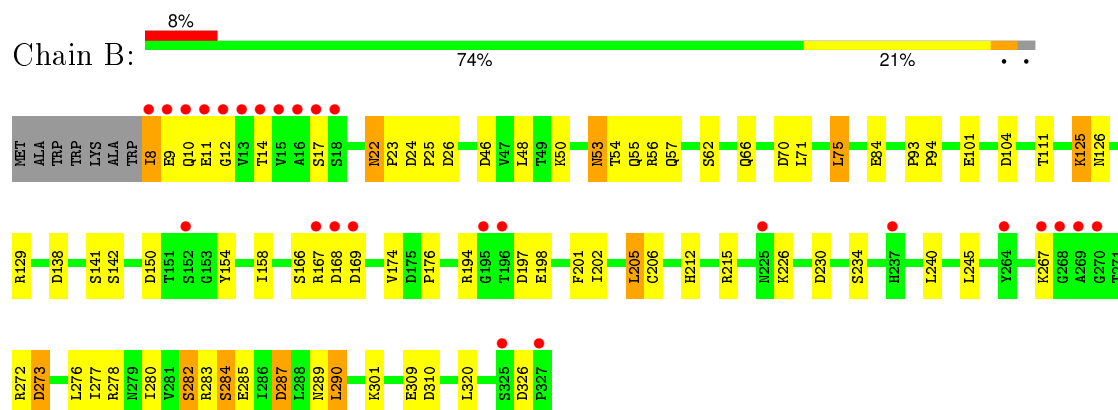 8%
Chain B:
74% 21% • •
MET ALA TRP TRP LYS ALA TRP I8 E9 Q10 E11 G12 V13 T14 V15 A16 S17 S18 N22 P23 D24 P25 D26 D46 V47 L48 T49 K50 N53 T54 Q55 R56 Q57 S62 Q66 D70 L71 L75 E84 P93 P94 E101 D104 T111 K125 N126
R129 D138 S141 S142 D150 T151 S152 G153 Y154 I158 S166 R167 D168 D169 V174 D175 P176 R194 G195 T196 D197 E198 F201 I202 L205 C206 H212 R215 N225 K226 D230 S234 H237 L240 L245 Y264 K267 G268 A269 G270 T271
R272 D273 L276 I277 R278 N279 I280 V281 S282 R283 S284 E285 I286 D287 L288 N289 L290 K301 E309 D310 L320 S325 D326 P327